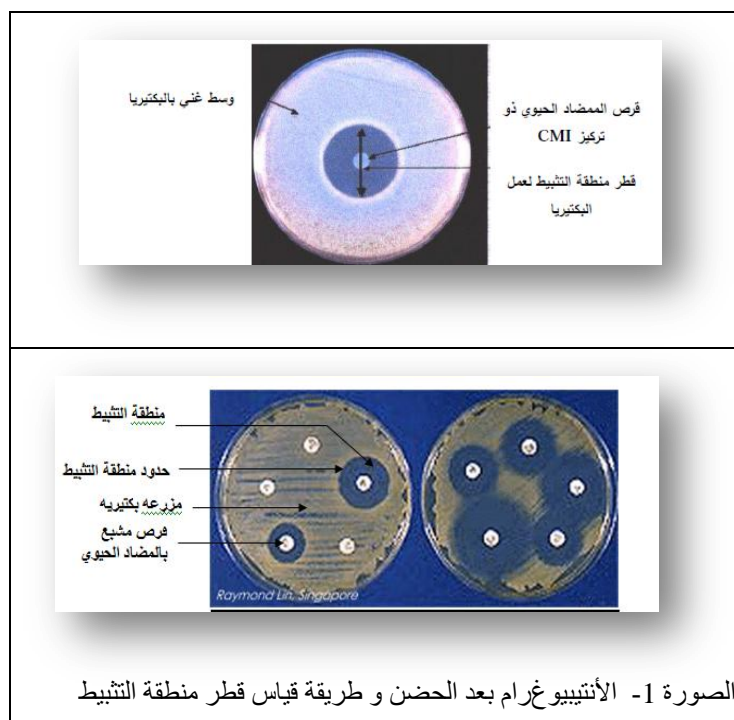 وسط غني بالبكتيريا
قرص الممضاد الحيوي ذو
تركيز CMI
قطر منطقة التثبيط لعمل
البكتيريا
منطقة التثبيط
حدود منطقة التثبيط
مزرعه بكتيريه
قرص مشبع
بالمضاد الحيوي
Raymond Lin, Singapore
الصورة 1- الأنتيبيوغرام بعد الحضن و طريقة قياس قطر منطقة التثبيط